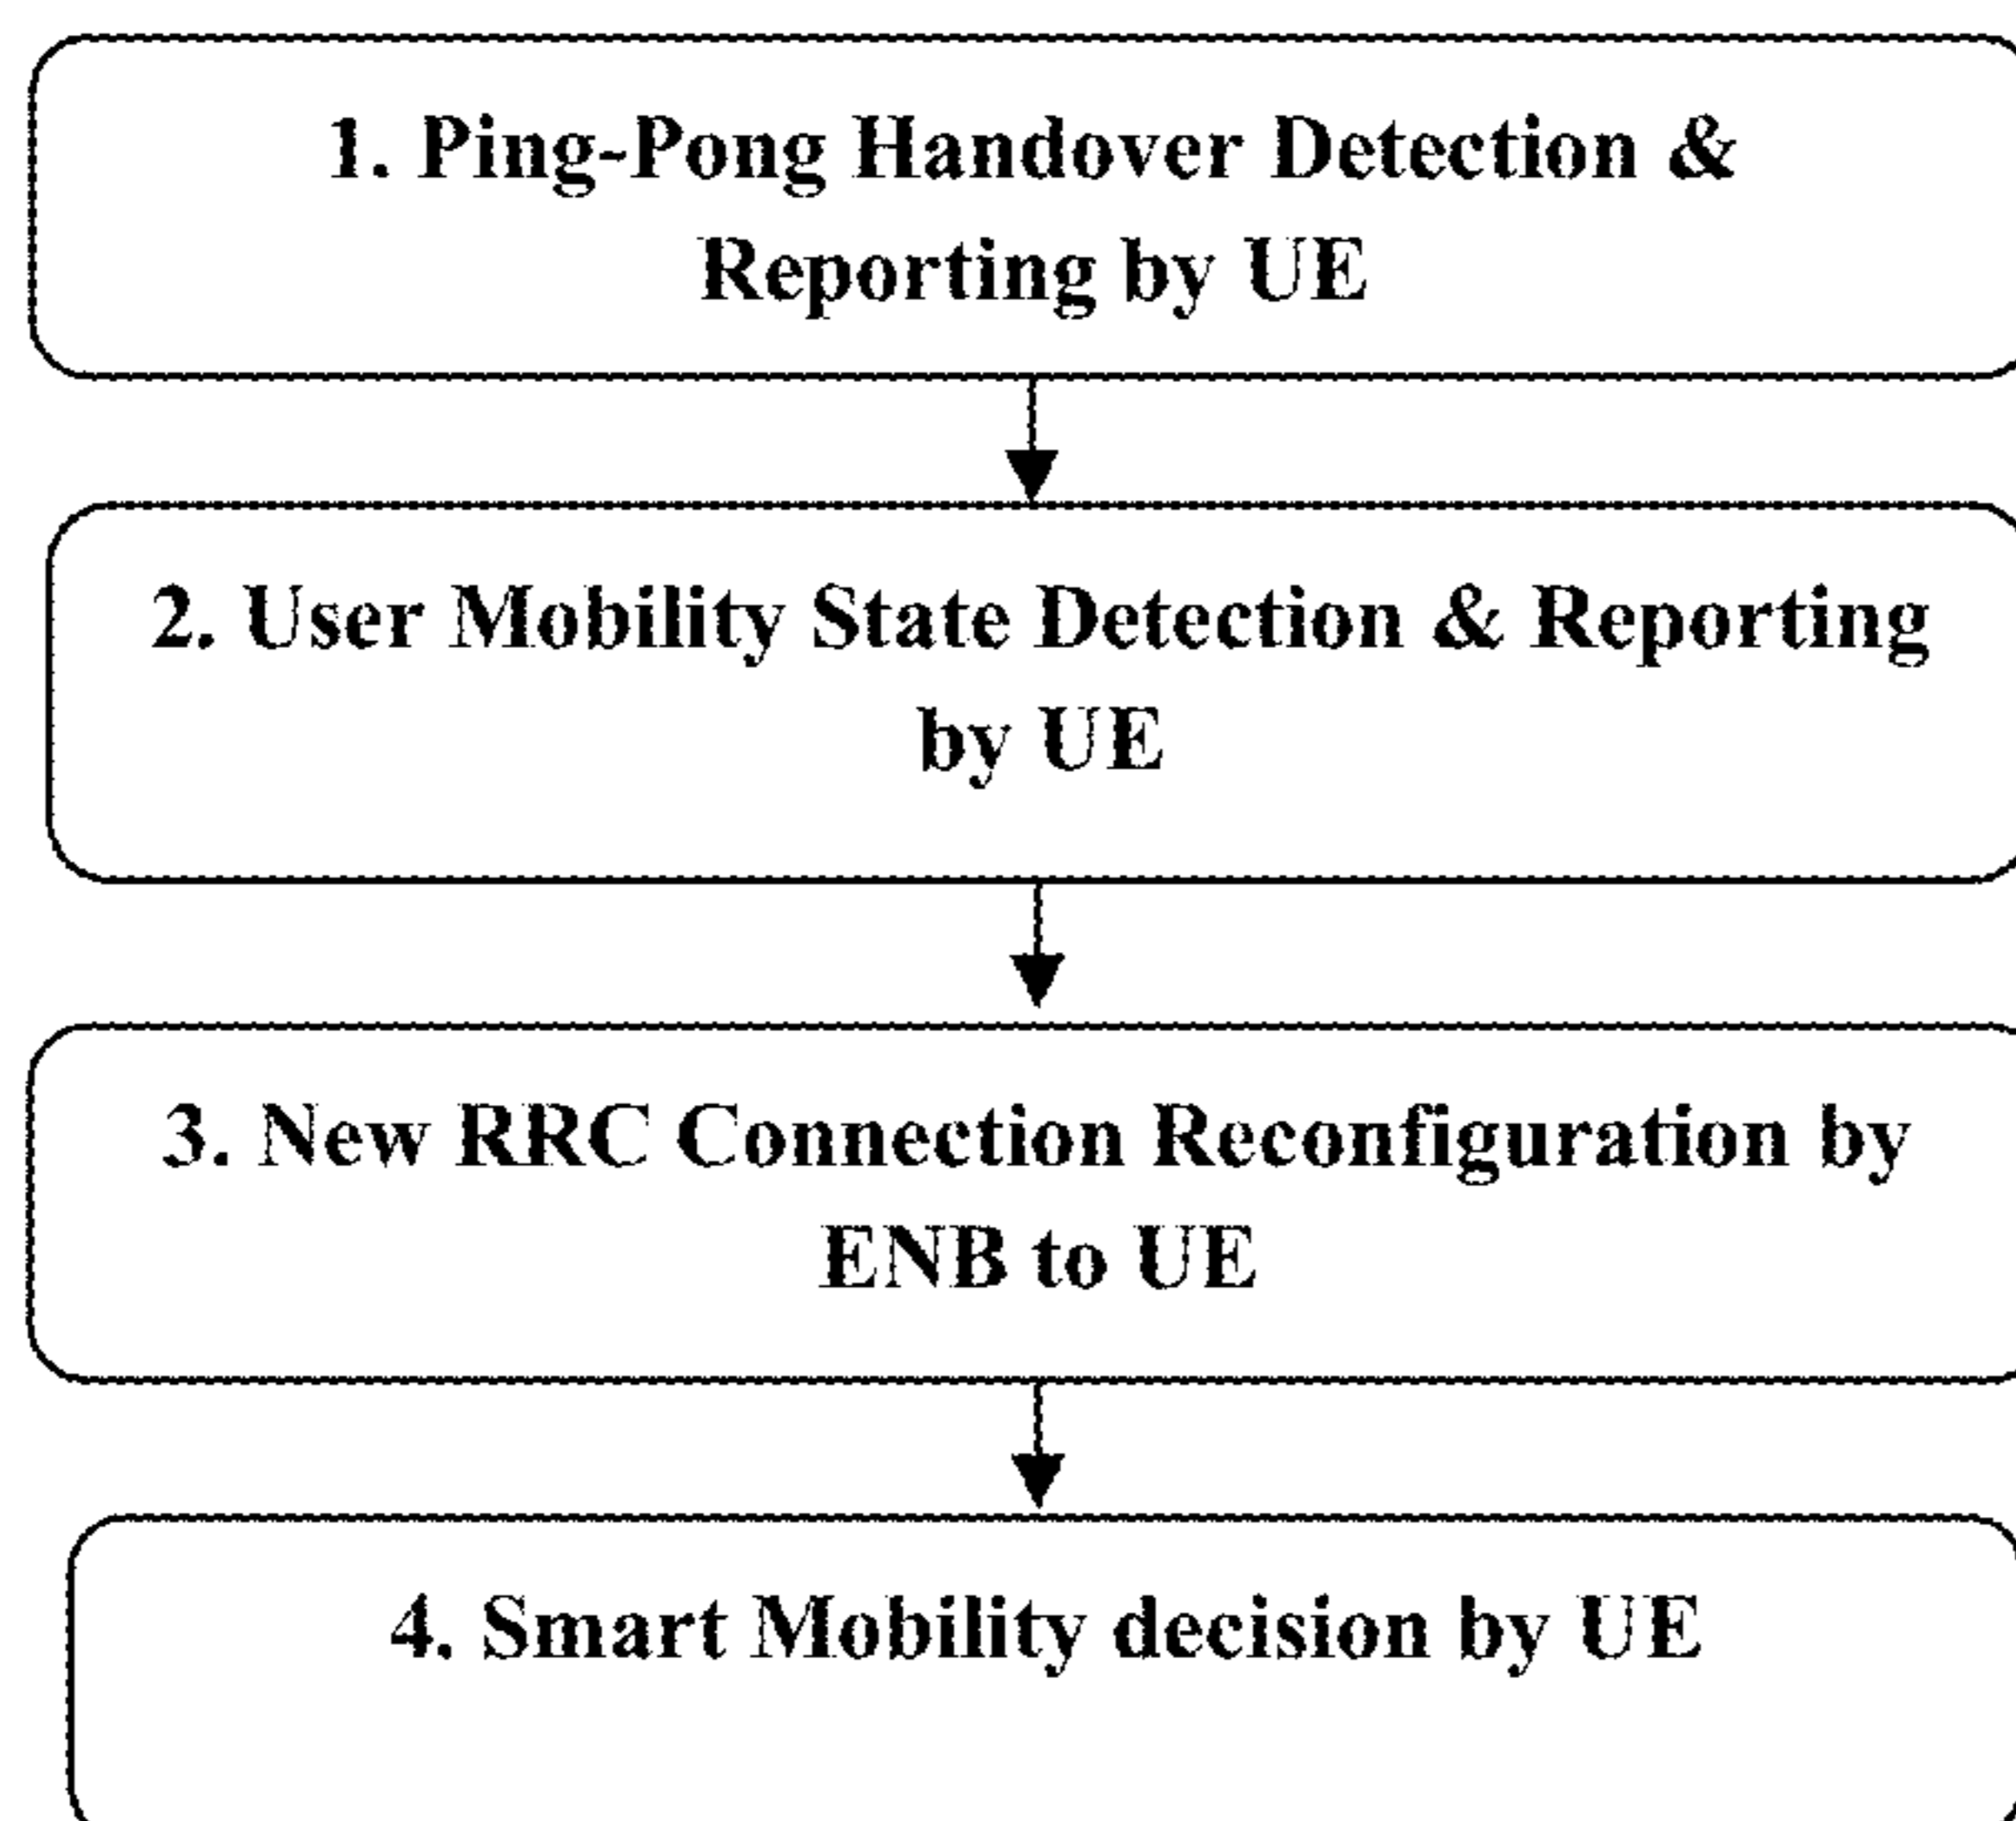 1. Ping-Pong Handover Detection &
Reporting by UE
2. User Mobility State Detection & Reporting
by UE
3. New RRC Connection Reconfiguration by
ENB to UE
4. Smart Mobility decision by UE